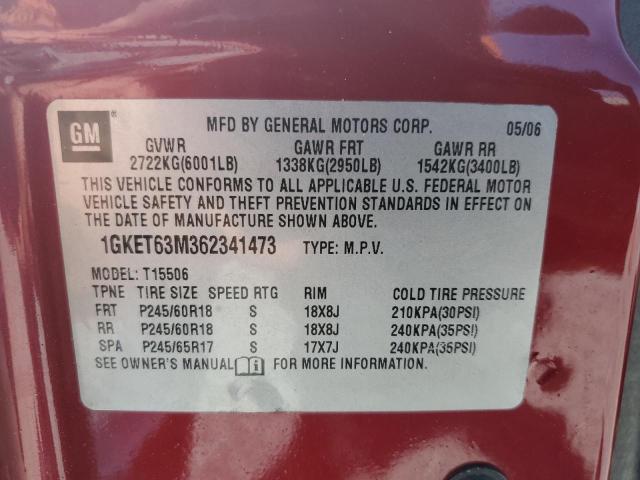 GM ®
MFD BY GENERAL MOTORS CORP. 05/06
GVWR GAWR FRT GAWR RR
2722KG(6001LB) 1338KG(2950LB) 1542KG(3400LB)
THIS VEHICLE CONFORMS TO ALL APPLICABLE U.S. FEDERAL MOTOR
VEHICLE SAFETY AND THEFT PREVENTION STANDARDS IN EFFECT ON
THE DATE OF MANUFACTURE SHOWN ABOVE.
1GKET63M362341473 TYPE: M.P.V.
MODEL: T15506
TPNE TIRE SIZE SPEED RTG RIM COLD TIRE PRESSURE
FRT P245/60R18 S 18X8J 210KPA(30PSI)
RR P245/60R18 S 18X8J 240KPA(35PSI)
SPA P245/65R17 S 17X7J 240KPA(35PSI)
SEE OWNER'S MANUAL FOR MORE INFORMATION.